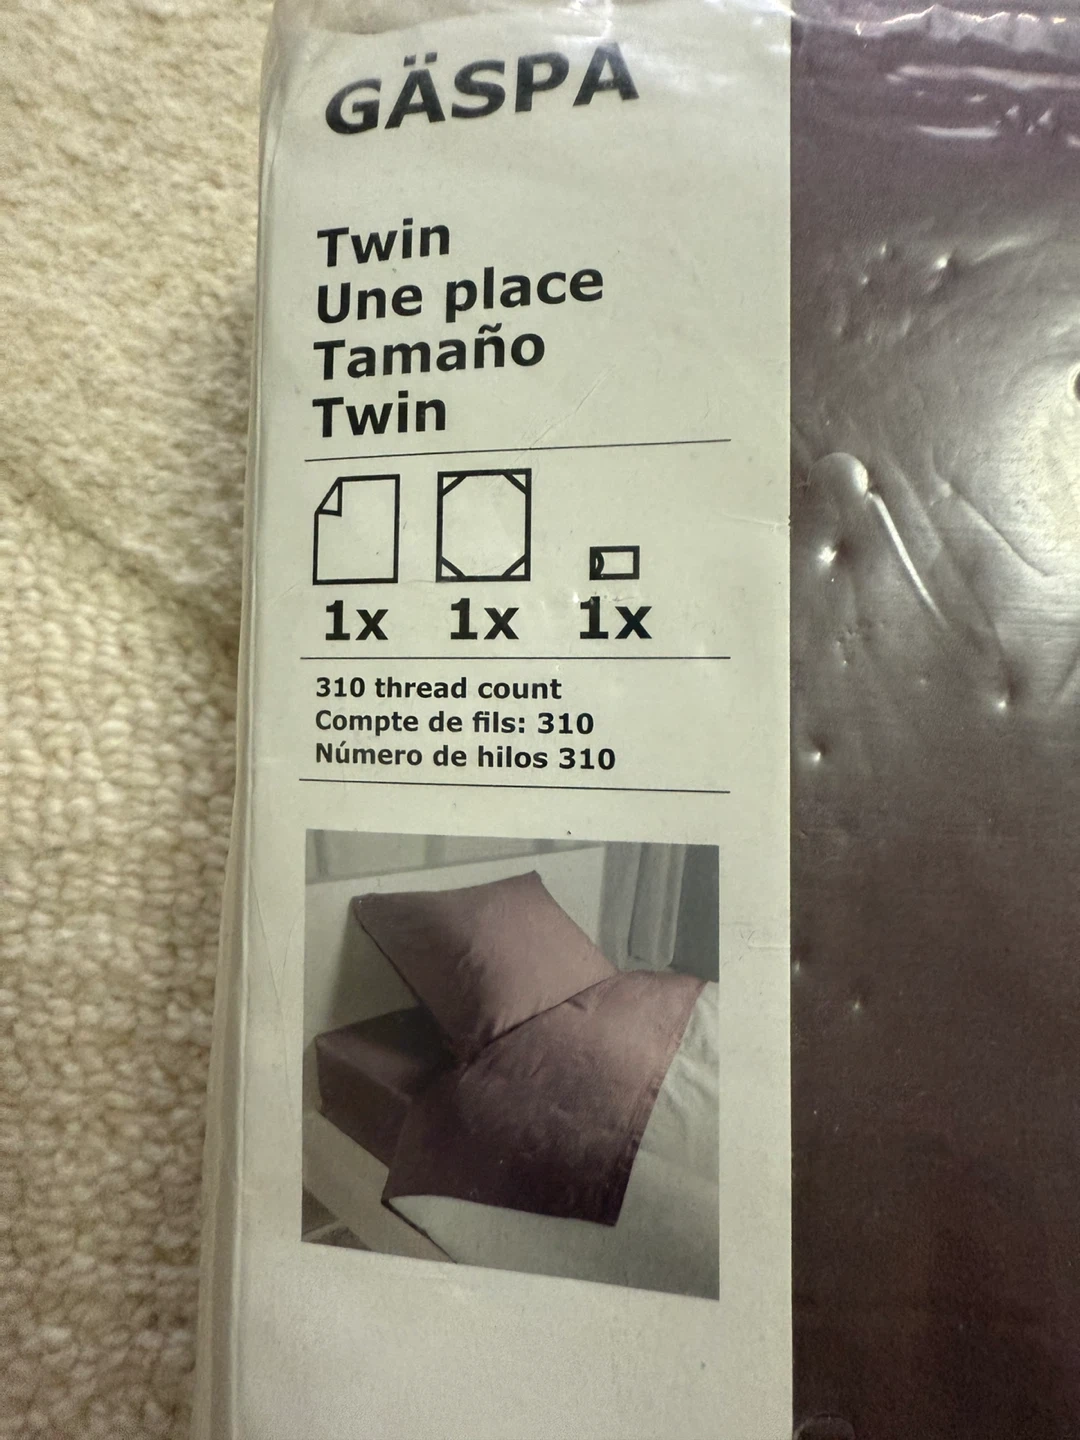 GÄSPA
Twin
Une place
Tamaño
Twin
1x 1x 1x
310 thread count
Compte de fils: 310
Número de hilos 310